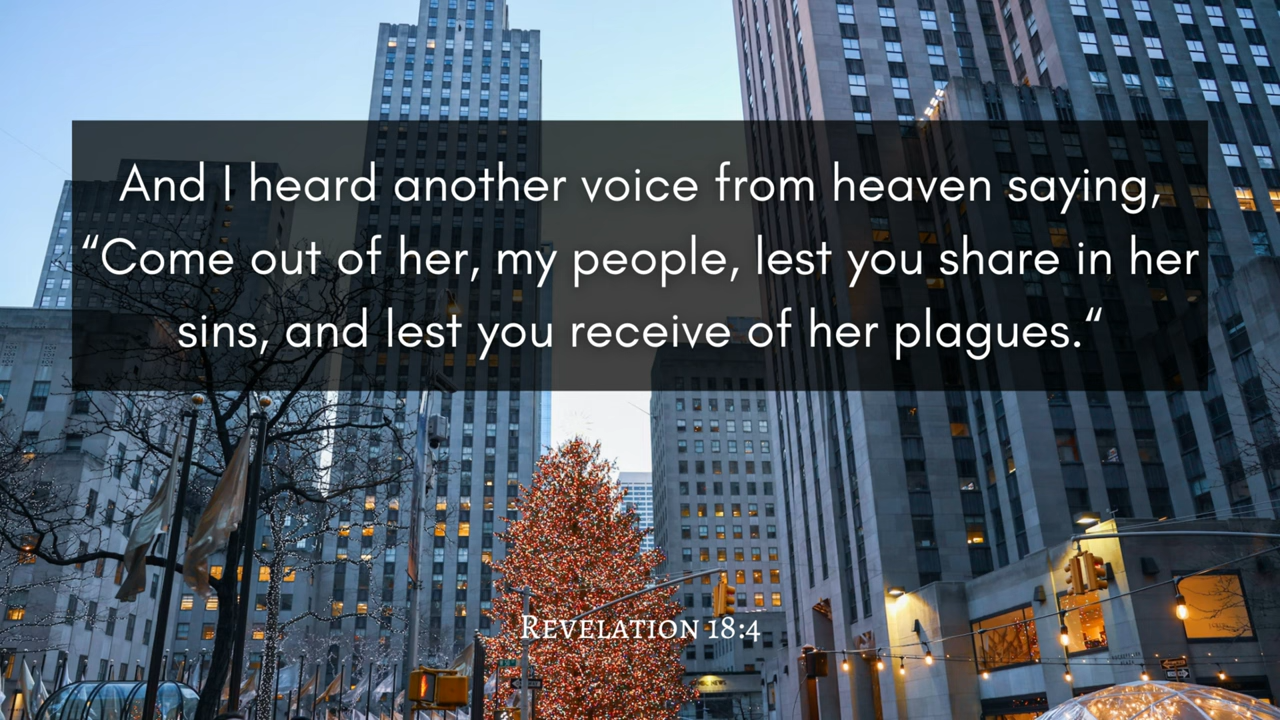 And I heard another voice from heaven saying,
“Come out of her, my people, lest you share in her
sins, and lest you receive of her plagues.“
Revelation 18:4